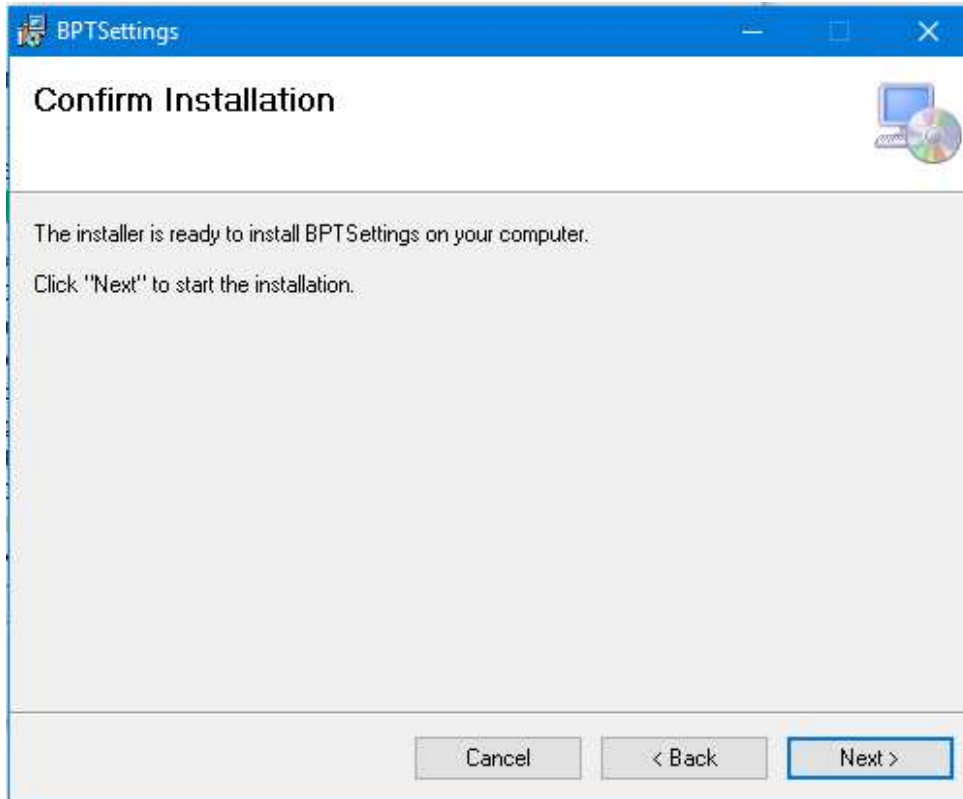 BPTSettings
Confirm Installation
The installer is ready to install BPTSettings on your computer.
Click "Next" to start the installation.
Cancel
< Back
Next >